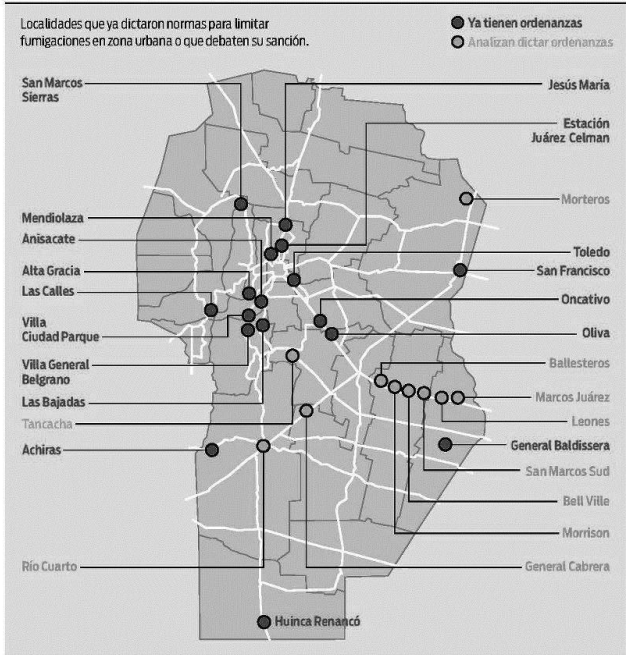 Localidades que ya dictaron normas para limitar
fumigaciones en zona urbana o que debaten su sanción.
Ya tienen ordenanzas
Analizan dictar ordenanzas
San Marcos
Sierras
Mendiolaza
Anisacate
Alta Gracia
Las Calles
Villa
Ciudad Parque
Villa General
Belgrano
Las Bajadas
Tancacha
Achiras
Río Cuarto
Huinca Renancó
Jesús María
Estación
Juárez Celman
Morteros
Toledo
San Francisco
Oncativo
Oliva
Ballesteros
Marcos Juárez
Leones
General Baldissera
San Marcos Sud
Bell Ville
Morrison
General Cabrera